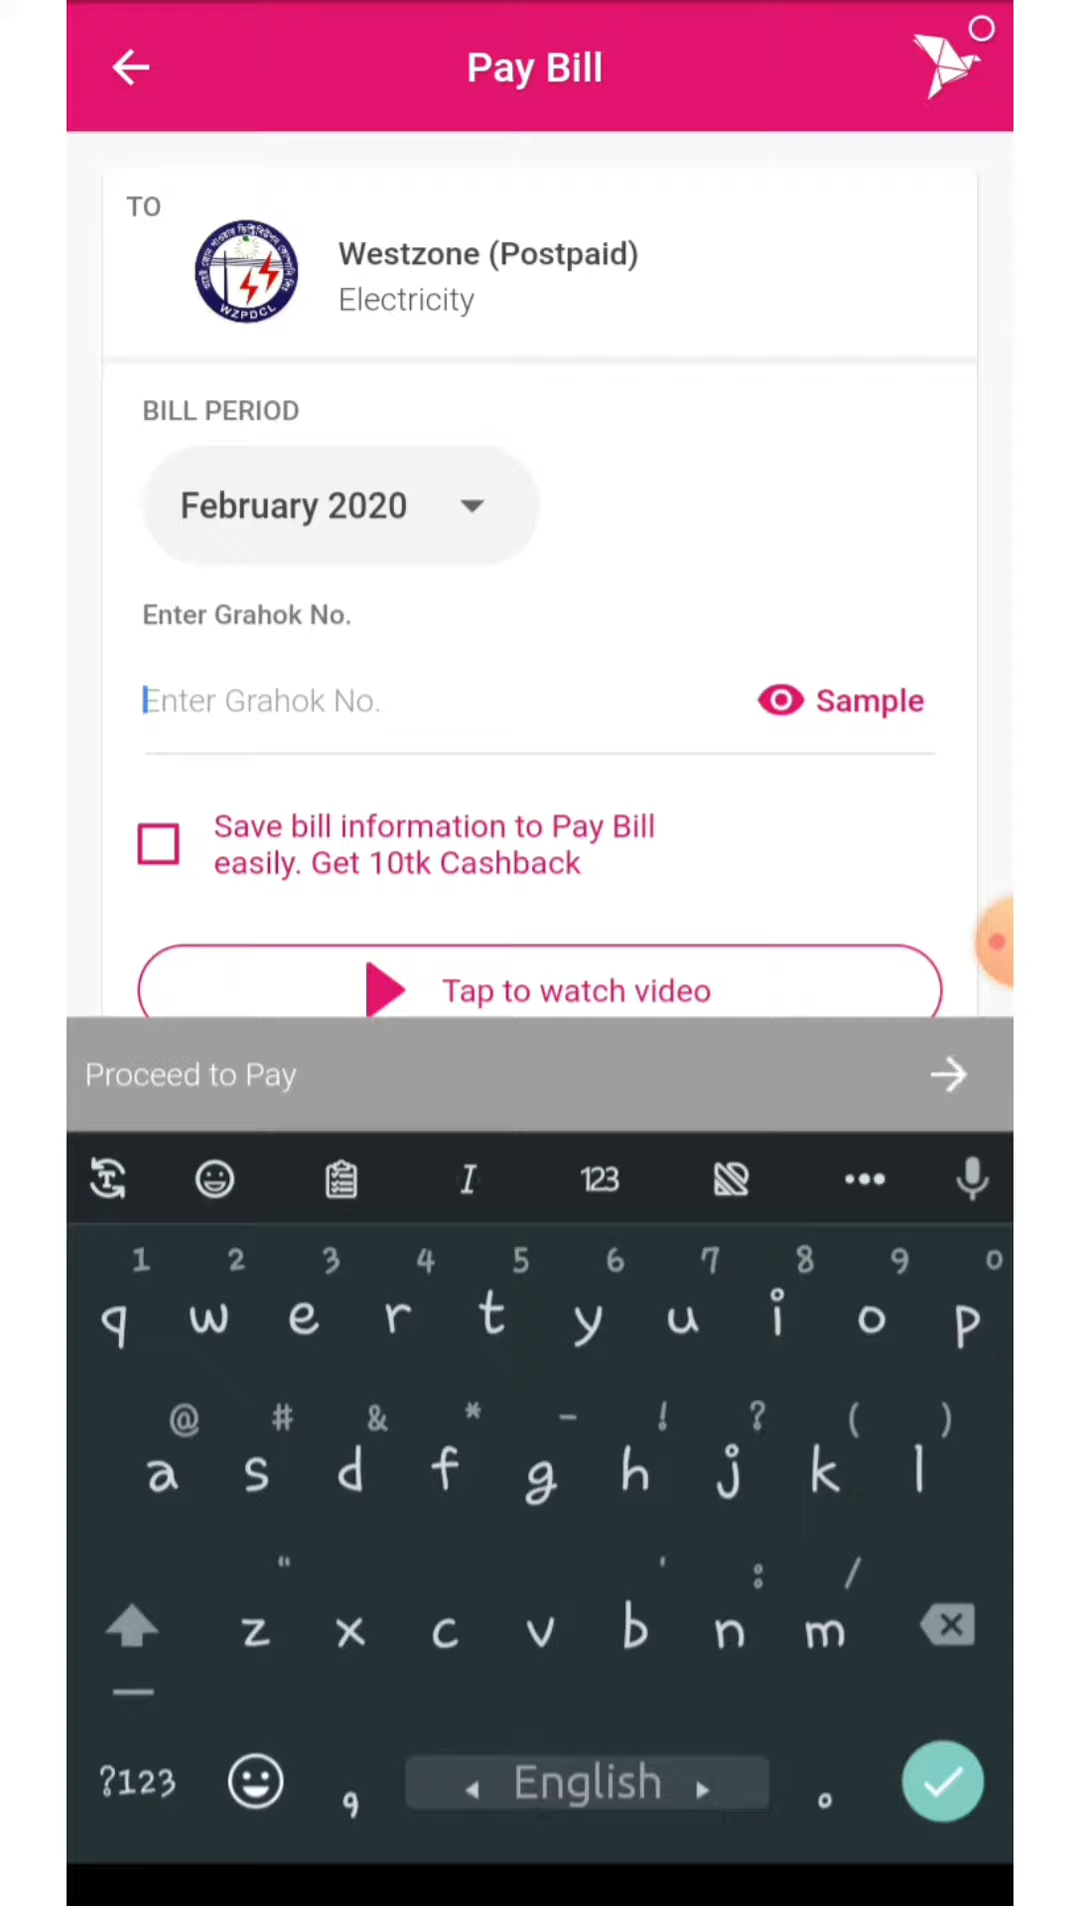 Pay Bill
TO
WZPDCL
Westzone (Postpaid)
Electricity
BILL PERIOD
February 2020
Enter Grahok No.
Enter Grahok No.
Sample
Save bill information to Pay Bill
easily. Get 10tk Cashback
Tap to watch video
Proceed to Pay
T I 123
1 2 3 4 5 6 7 8 9 0
q w e r t y u i o p
@ # & * - ! ? ( )
a s d f g h j k l
" ' : /
z x c v b n m
?123 , English .